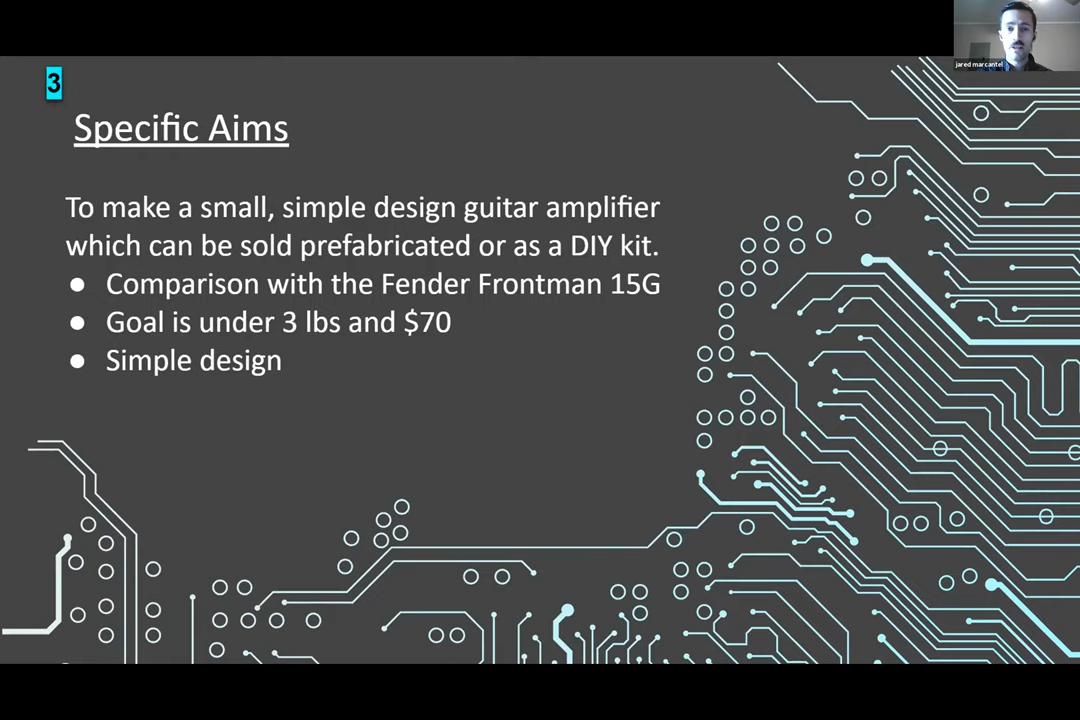 jared marcantel
3
Specific Aims
To make a small, simple design guitar amplifier
which can be sold prefabricated or as a DIY kit.
● Comparison with the Fender Frontman 15G
● Goal is under 3 lbs and $70
● Simple design